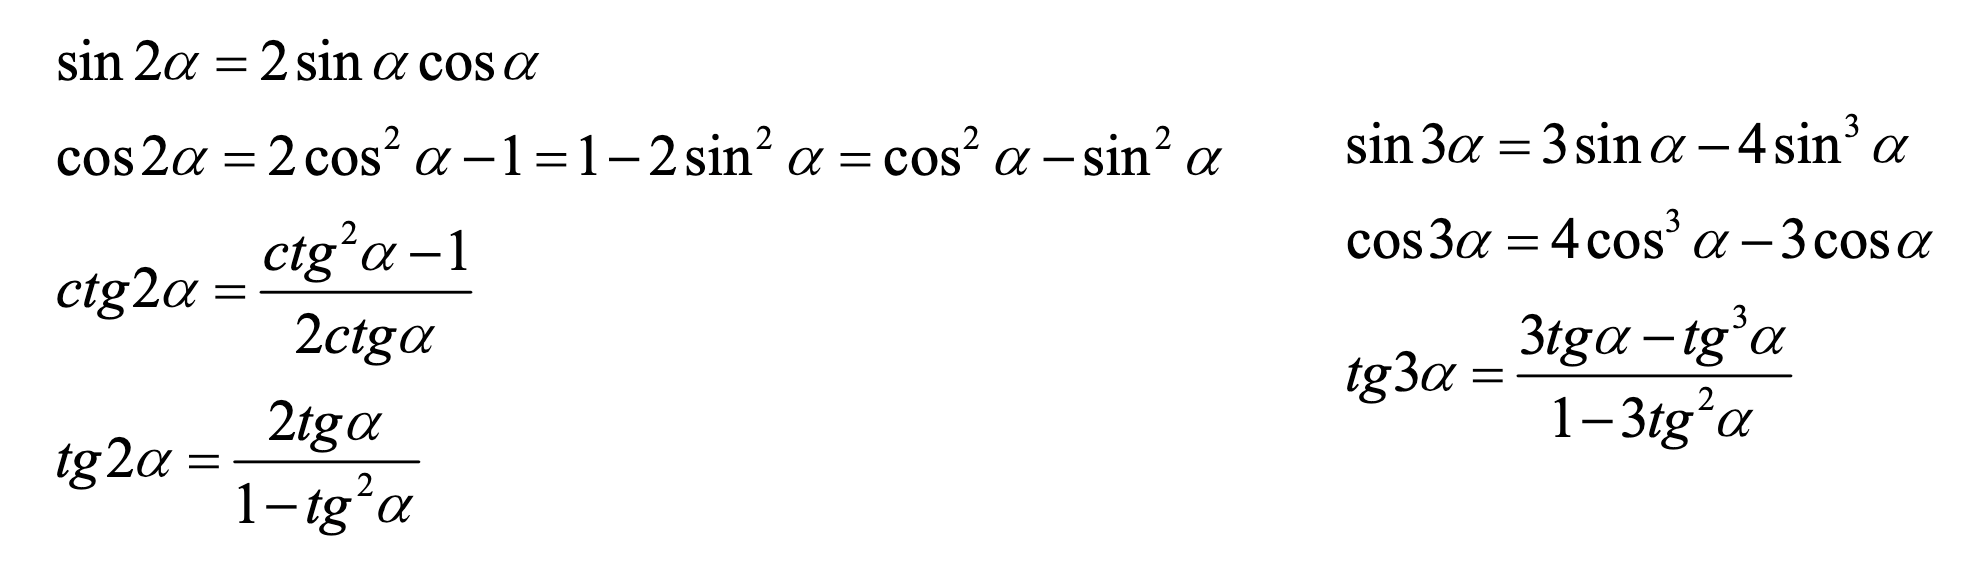 sin 2α = 2 sin α cos α
cos 2α = 2 cos² α − 1 = 1 − 2 sin² α = cos² α − sin² α
ctg2α = (ctg²α − 1) / (2ctgα)
tg2α = (2tgα) / (1 − tg²α)
sin 3α = 3 sin α − 4 sin³ α
cos 3α = 4 cos³ α − 3 cos α
tg3α = (3tgα − tg³α) / (1 − 3tg²α)